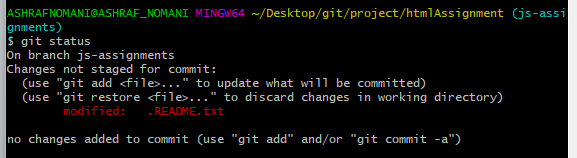 ASHRAFNOMANI@ASHRAF_NOMANI MINGW64 ~/Desktop/git/project/htmlAssignment (js-assi
gnments)
$ git status
On branch js-assignments
Changes not staged for commit:
  (use "git add <file>..." to update what will be committed)
  (use "git restore <file>..." to discard changes in working directory)
        modified:   .README.txt

no changes added to commit (use "git add" and/or "git commit -a")